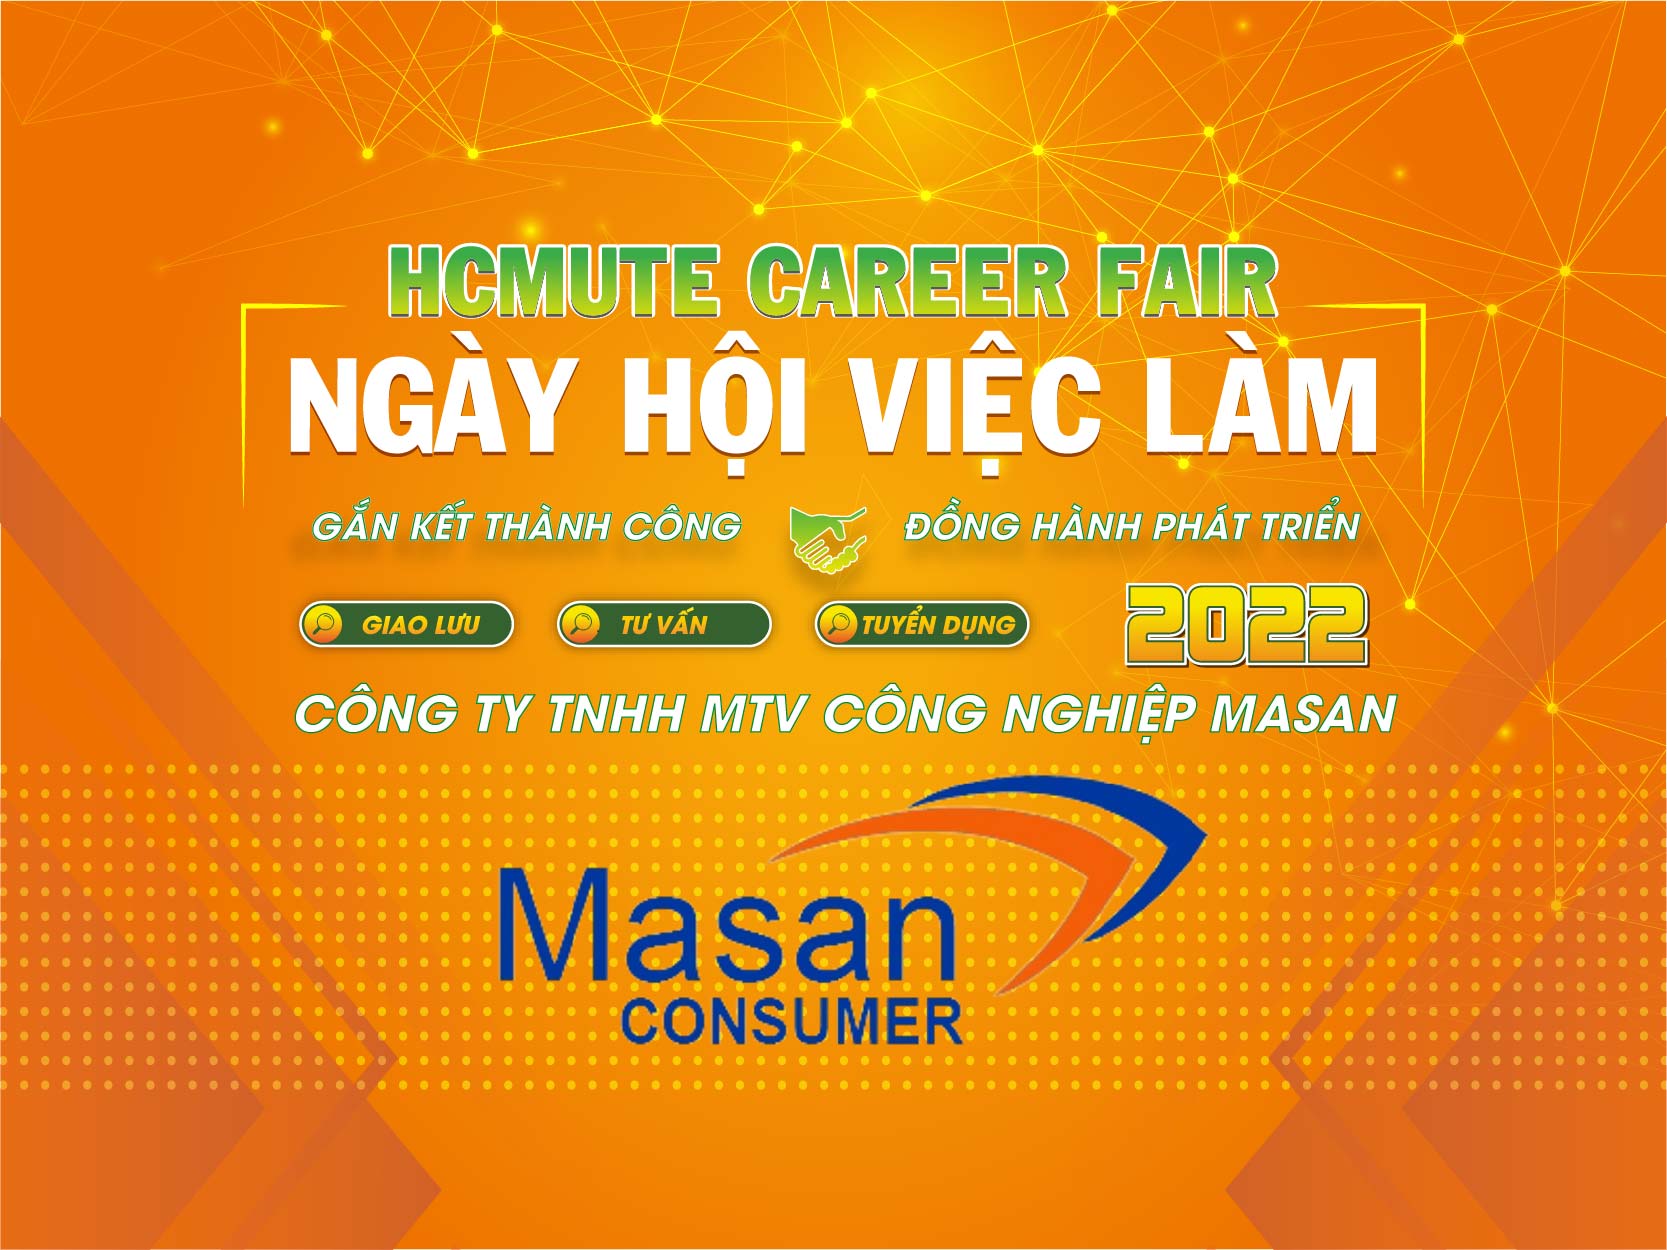 HCMUTE CAREER FAIR
NGÀY HỘI VIỆC LÀM
GẮN KẾT THÀNH CÔNG ĐỒNG HÀNH PHÁT TRIỂN
GIAO LƯU TƯ VẤN TUYỂN DỤNG 2022
CÔNG TY TNHH MTV CÔNG NGHIỆP MASAN
Masan
CONSUMER